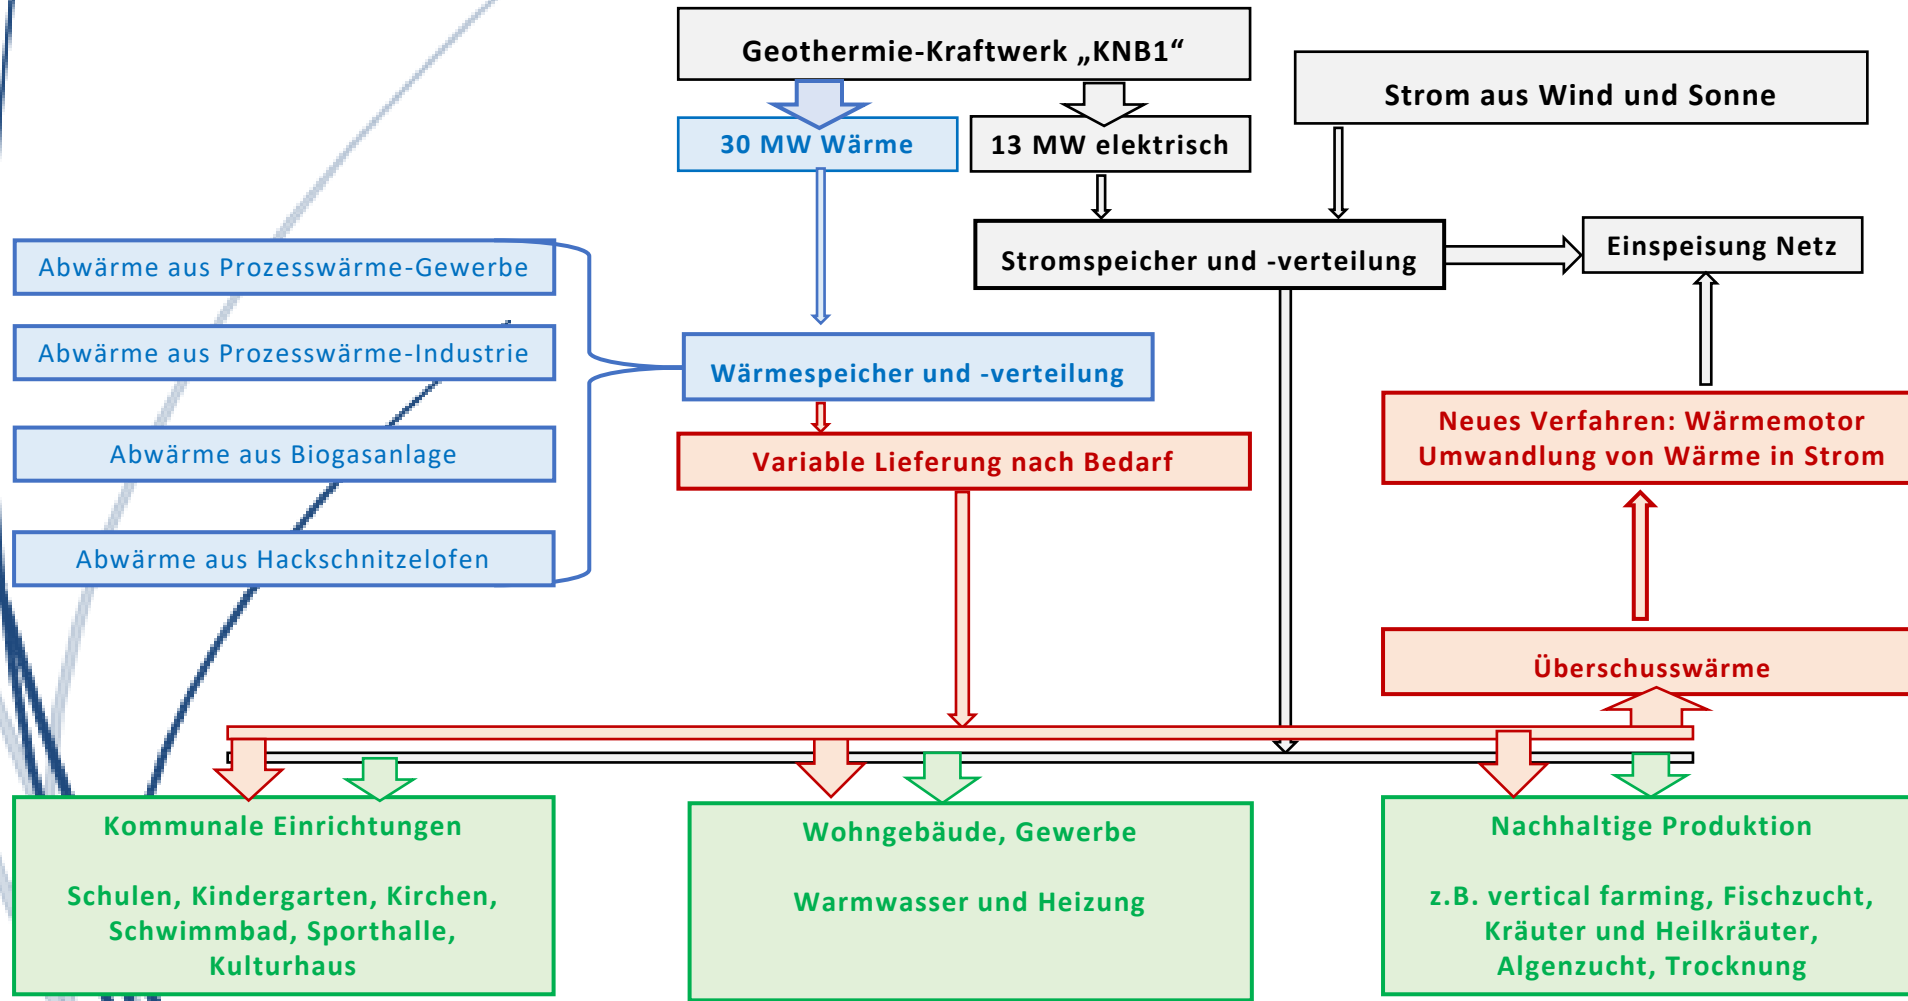 Geothermie-Kraftwerk „KNB1“
Strom aus Wind und Sonne
30 MW Wärme
13 MW elektrisch
Stromspeicher und -verteilung
Einspeisung Netz
Abwärme aus Prozesswärme-Gewerbe
Abwärme aus Prozesswärme-Industrie
Abwärme aus Biogasanlage
Abwärme aus Hackschnitzelofen
Wärmespeicher und -verteilung
Variable Lieferung nach Bedarf
Neues Verfahren: Wärmemotor
Umwandlung von Wärme in Strom
Überschusswärme
Kommunale Einrichtungen
Schulen, Kindergarten, Kirchen,
Schwimmbad, Sporthalle,
Kulturhaus
Wohngebäude, Gewerbe
Warmwasser und Heizung
Nachhaltige Produktion
z.B. vertical farming, Fischzucht,
Kräuter und Heilkräuter,
Algenzucht, Trocknung